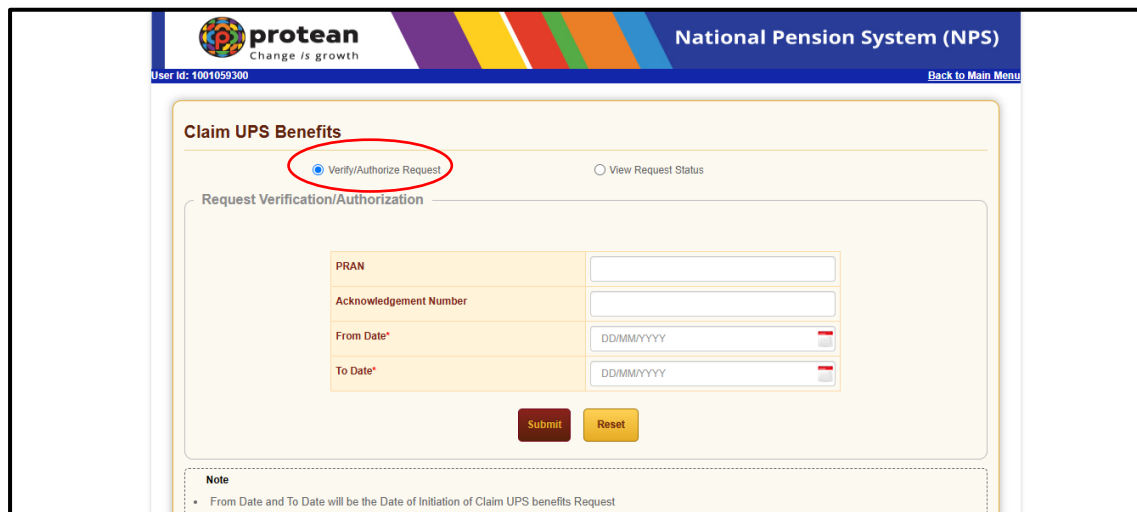 protean
Change is growth
National Pension System (NPS)
User Id: 1001059300
Back to Main Menu
Claim UPS Benefits
Verify/Authorize Request
View Request Status
Request Verification/Authorization
PRAN
Acknowledgement Number
From Date*
DD/MM/YYYY
To Date*
DD/MM/YYYY
Submit
Reset
Note
• From Date and To Date will be the Date of Initiation of Claim UPS benefits Request